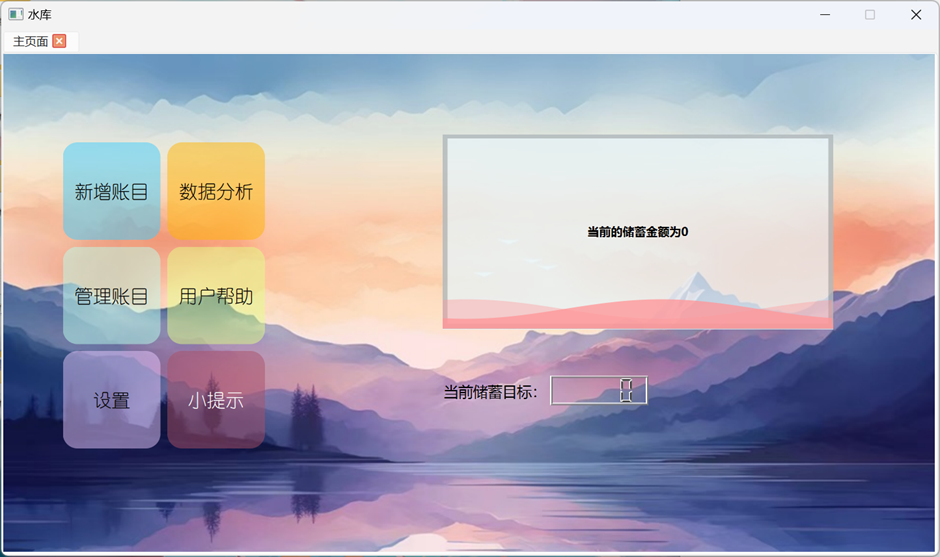 水库
主页面
新增账目
数据分析
管理账目
用户帮助
设置
小提示
当前的储蓄金额为0
当前储蓄目标：
0